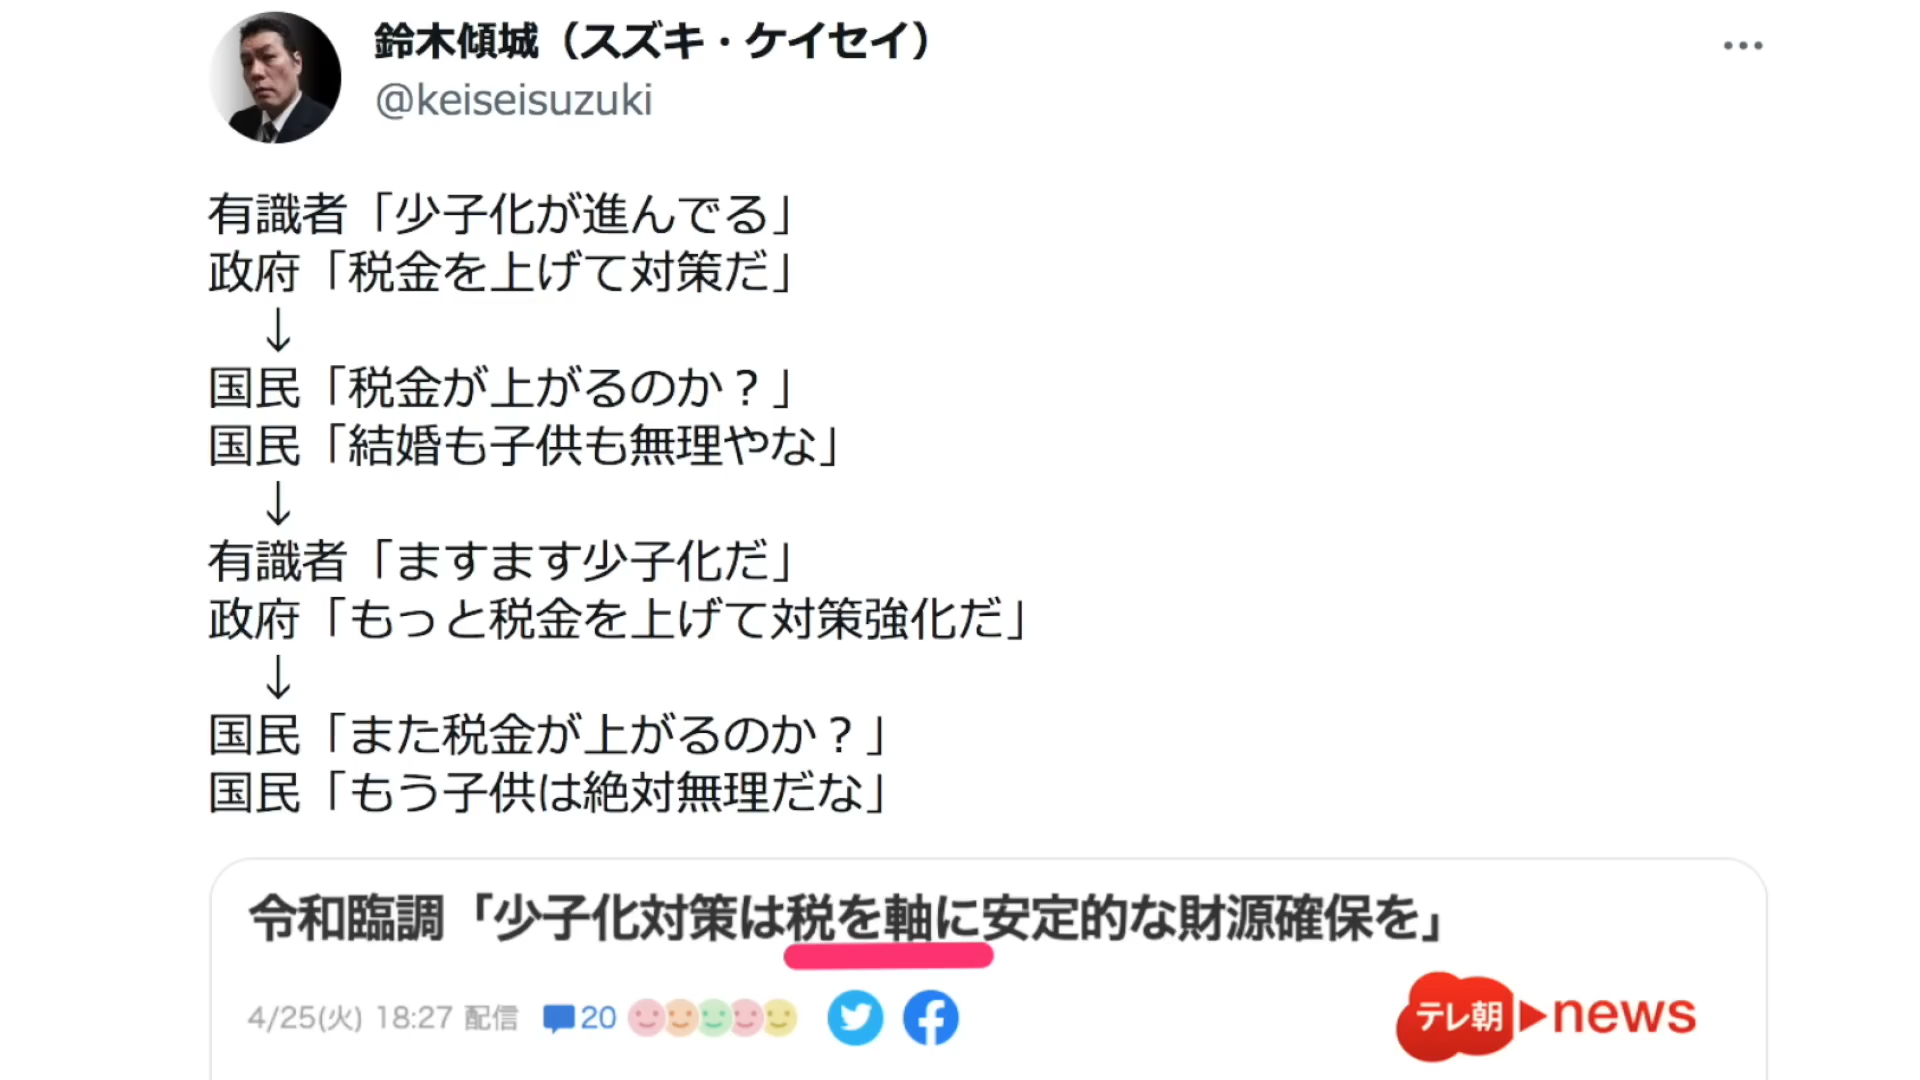 鈴木傾城（スズキ・ケイセイ）
@keiseisuzuki
有識者「少子化が進んでる」
政府「税金を上げて対策だ」
↓
国民「税金が上がるのか？」
国民「結婚も子供も無理やな」
↓
有識者「ますます少子化だ」
政府「もっと税金を上げて対策強化だ」
↓
国民「また税金が上がるのか？」
国民「もう子供は絶対無理だな」
令和臨調「少子化対策は税を軸に安定的な財源確保を」
4/25(火) 18:27 配信 20
テレ朝news